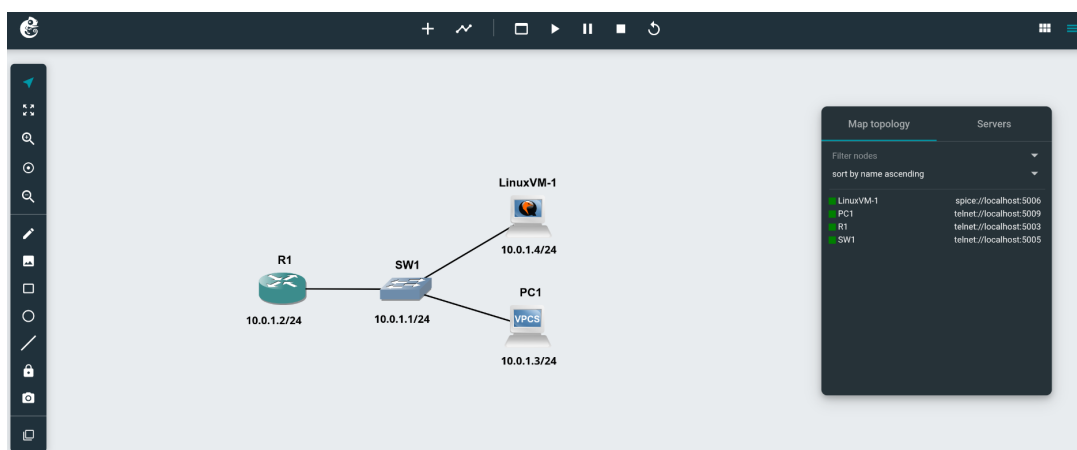 Map topology Servers
Filter nodes
sort by name ascending
LinuxVM-1 spice://localhost:5006
PC1 telnet://localhost:5009
R1 telnet://localhost:5003
SW1 telnet://localhost:5005
LinuxVM-1
10.0.1.4/24
R1
SW1
10.0.1.2/24
10.0.1.1/24
PC1
VPCS
10.0.1.3/24